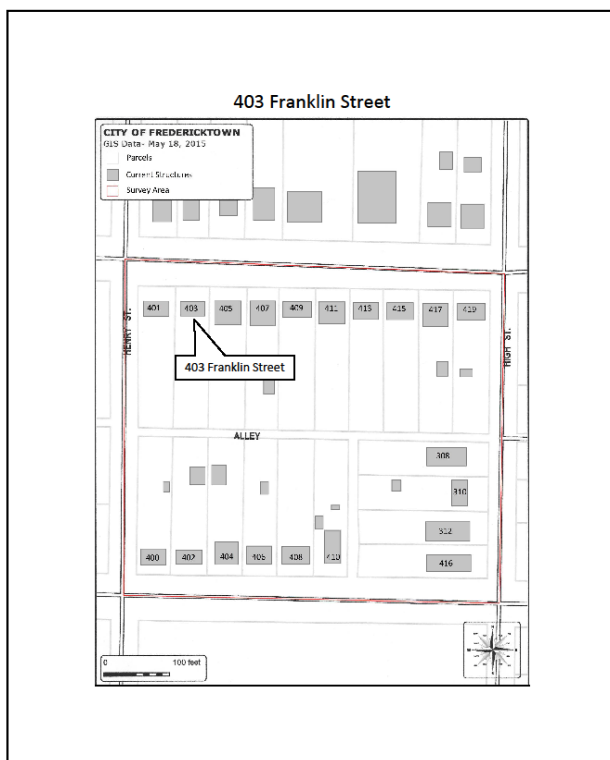 403 Franklin Street
CITY OF FREDERICKTOWN
GIS Data- May 18, 2015
Parcels
Current Structures
Survey Area
401 403 405 407 409 411 413 415 417 419
HENRY ST.
HIGH ST.
403 Franklin Street
ALLEY
308
310
312
400 402 404 406 408 410 416
0 100 feet